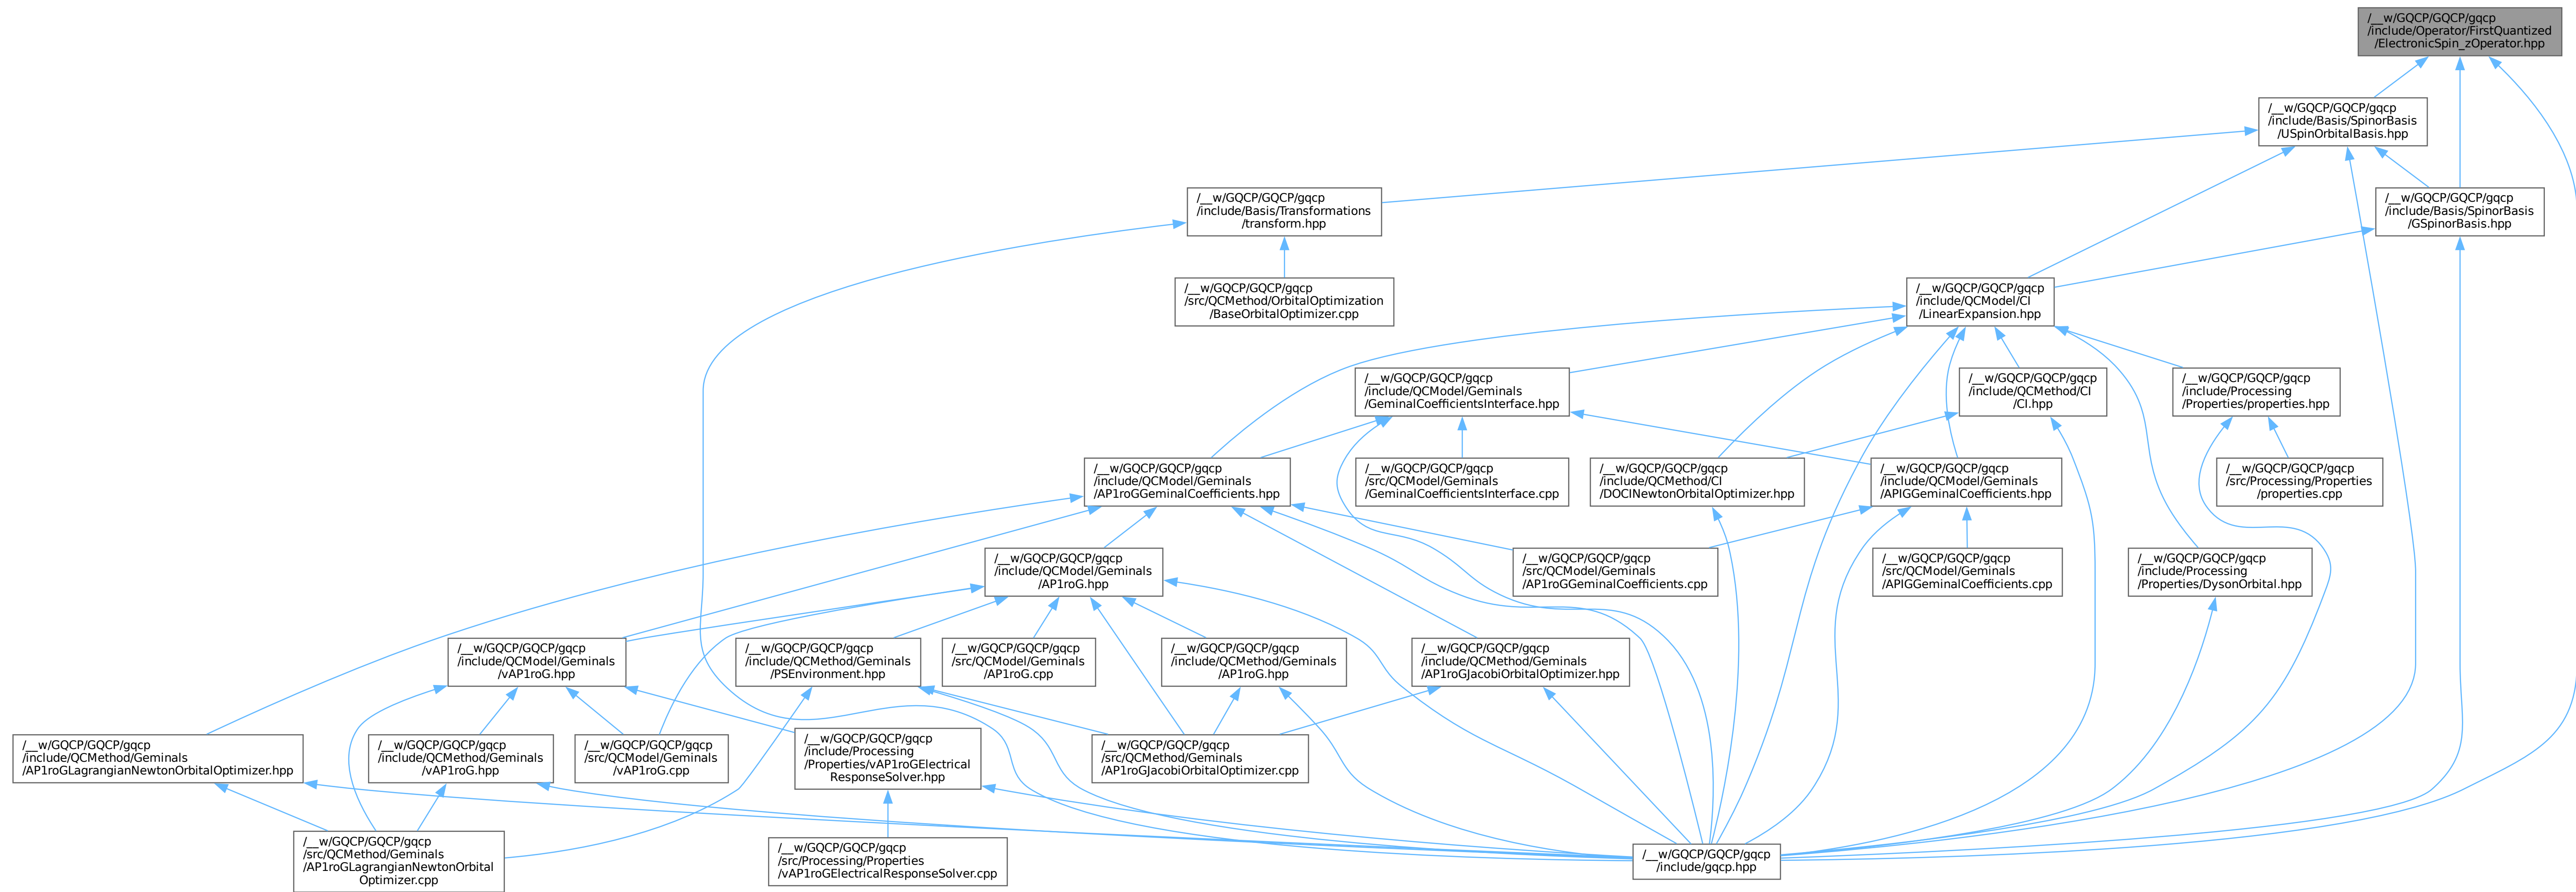 /__w/GQCP/GQCP/gqcp
/include/Operator/FirstQuantized
/ElectronicSpin_zOperator.hpp
/__w/GQCP/GQCP/gqcp
/include/Basis/SpinorBasis
/USpinOrbitalBasis.hpp
/__w/GQCP/GQCP/gqcp
/include/Basis/Transformations
/transform.hpp
/__w/GQCP/GQCP/gqcp
/include/Basis/SpinorBasis
/GSpinorBasis.hpp
/__w/GQCP/GQCP/gqcp
/src/QCMethod/OrbitalOptimization
/BaseOrbitalOptimizer.cpp
/__w/GQCP/GQCP/gqcp
/include/QCModel/CI
/LinearExpansion.hpp
/__w/GQCP/GQCP/gqcp
/include/QCModel/Geminals
/GeminalCoefficientsInterface.hpp
/__w/GQCP/GQCP/gqcp
/include/QCMethod/CI
/CI.hpp
/__w/GQCP/GQCP/gqcp
/include/Processing
/Properties/properties.hpp
/__w/GQCP/GQCP/gqcp
/include/QCModel/Geminals
/AP1roGGeminalCoefficients.hpp
/__w/GQCP/GQCP/gqcp
/src/QCModel/Geminals
/GeminalCoefficientsInterface.cpp
/__w/GQCP/GQCP/gqcp
/include/QCMethod/CI
/DOCINewtonOrbitalOptimizer.hpp
/__w/GQCP/GQCP/gqcp
/include/QCModel/Geminals
/APIGGeminalCoefficients.hpp
/__w/GQCP/GQCP/gqcp
/src/Processing/Properties
/properties.cpp
/__w/GQCP/GQCP/gqcp
/include/QCModel/Geminals
/AP1roG.hpp
/__w/GQCP/GQCP/gqcp
/src/QCModel/Geminals
/AP1roGGeminalCoefficients.cpp
/__w/GQCP/GQCP/gqcp
/src/QCModel/Geminals
/APIGGeminalCoefficients.cpp
/__w/GQCP/GQCP/gqcp
/include/Processing
/Properties/DysonOrbital.hpp
/__w/GQCP/GQCP/gqcp
/include/QCModel/Geminals
/vAP1roG.hpp
/__w/GQCP/GQCP/gqcp
/include/QCMethod/Geminals
/PSEnvironment.hpp
/__w/GQCP/GQCP/gqcp
/src/QCModel/Geminals
/AP1roG.cpp
/__w/GQCP/GQCP/gqcp
/include/QCMethod/Geminals
/AP1roG.hpp
/__w/GQCP/GQCP/gqcp
/include/QCMethod/Geminals
/AP1roGJacobiOrbitalOptimizer.hpp
/__w/GQCP/GQCP/gqcp
/include/QCMethod/Geminals
/AP1roGLagrangianNewtonOrbitalOptimizer.hpp
/__w/GQCP/GQCP/gqcp
/include/QCMethod/Geminals
/vAP1roG.hpp
/__w/GQCP/GQCP/gqcp
/src/QCModel/Geminals
/vAP1roG.cpp
/__w/GQCP/GQCP/gqcp
/include/Processing
/Properties/vAP1roGElectrical
ResponseSolver.hpp
/__w/GQCP/GQCP/gqcp
/src/QCMethod/Geminals
/AP1roGJacobiOrbitalOptimizer.cpp
/__w/GQCP/GQCP/gqcp
/src/QCMethod/Geminals
/AP1roGLagrangianNewtonOrbital
Optimizer.cpp
/__w/GQCP/GQCP/gqcp
/src/Processing/Properties
/vAP1roGElectricalResponseSolver.cpp
/__w/GQCP/GQCP/gqcp
/include/gqcp.hpp